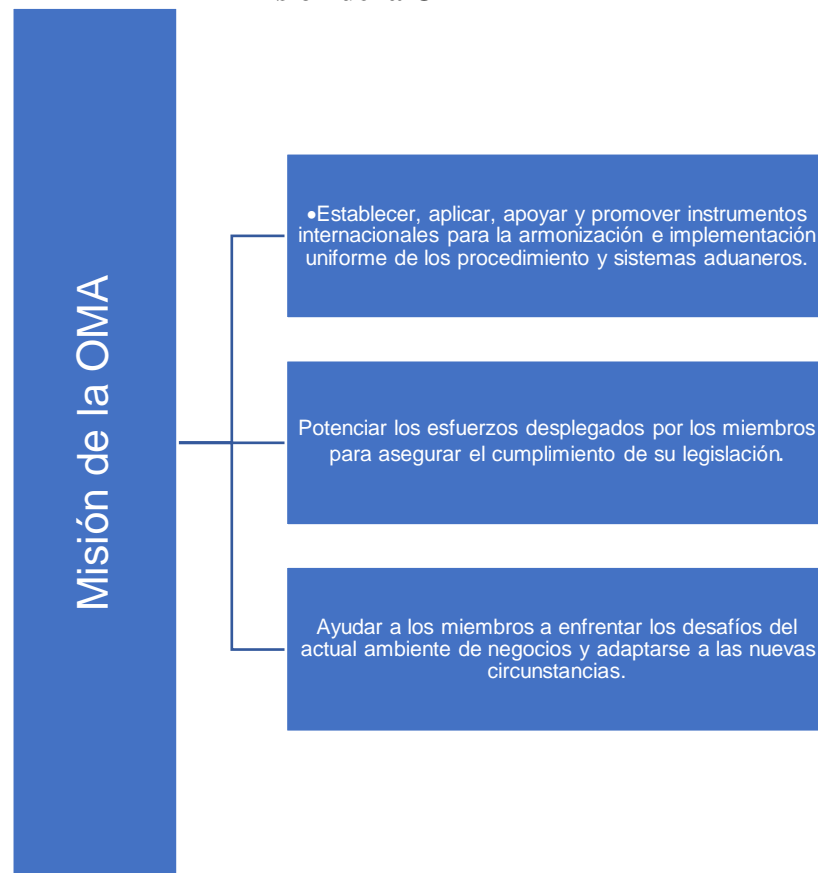 Misión de la OMA
•Establecer, aplicar, apoyar y promover instrumentos
internacionales para la armonización e implementación
uniforme de los procedimiento y sistemas aduaneros.
Potenciar los esfuerzos desplegados por los miembros
para asegurar el cumplimiento de su legislación.
Ayudar a los miembros a enfrentar los desafíos del
actual ambiente de negocios y adaptarse a las nuevas
circunstancias.